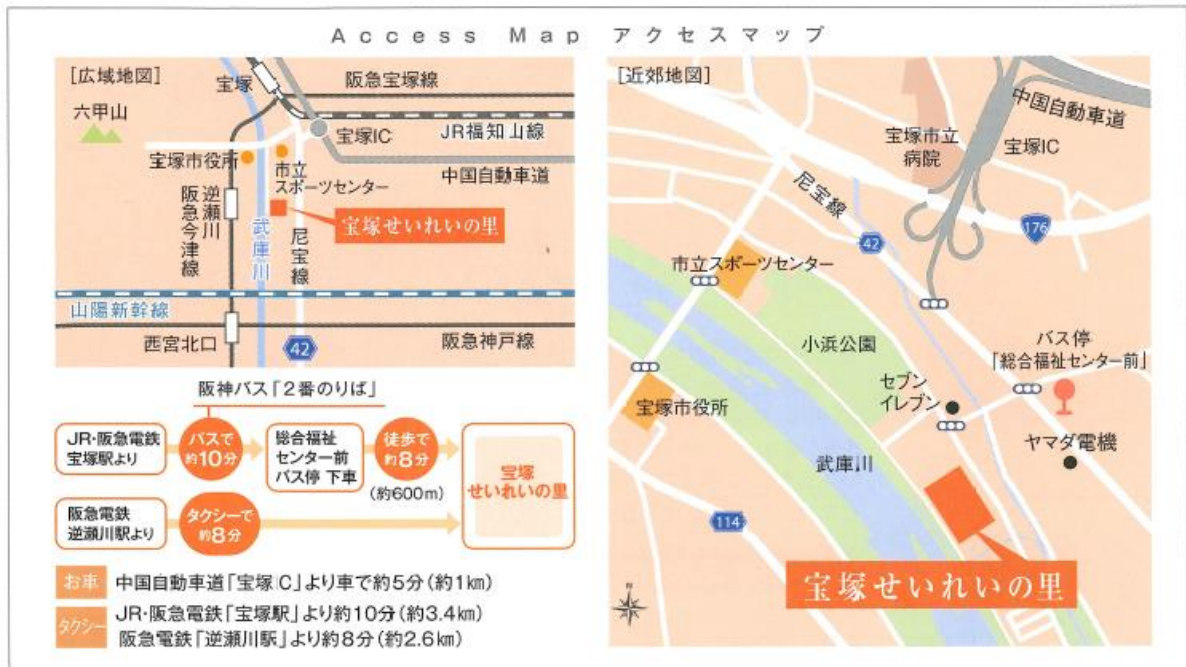 Access Map アクセスマップ
[広域地図]
宝塚
阪急宝塚線
六甲山
宝塚IC
JR福知山線
宝塚市役所
市立
スポーツセンター
中国自動車道
逆瀬川
阪急今津線
武庫川
尼宝線
宝塚せいれいの里
山陽新幹線
西宮北口
42
阪急神戸線
阪神バス「2番のりば」
JR・阪急電鉄
宝塚駅より
バスで
約10分
総合福祉
センター前
バス停 下車
徒歩で
約8分
(約600m)
宝塚
せいれいの里
阪急電鉄
逆瀬川駅より
タクシーで
約8分
お車
中国自動車道「宝塚IC」より車で約5分(約1km)
タクシー
JR・阪急電鉄「宝塚駅」より約10分(約3.4km)
阪急電鉄「逆瀬川駅」より約8分(約2.6km)
[近郊地図]
中国自動車道
宝塚市立
病院
宝塚IC
尼宝線
176
42
市立スポーツセンター
小浜公園
バス停
「総合福祉センター前」
セブン
イレブン
宝塚市役所
ヤマダ電機
武庫川
114
宝塚せいれいの里
N